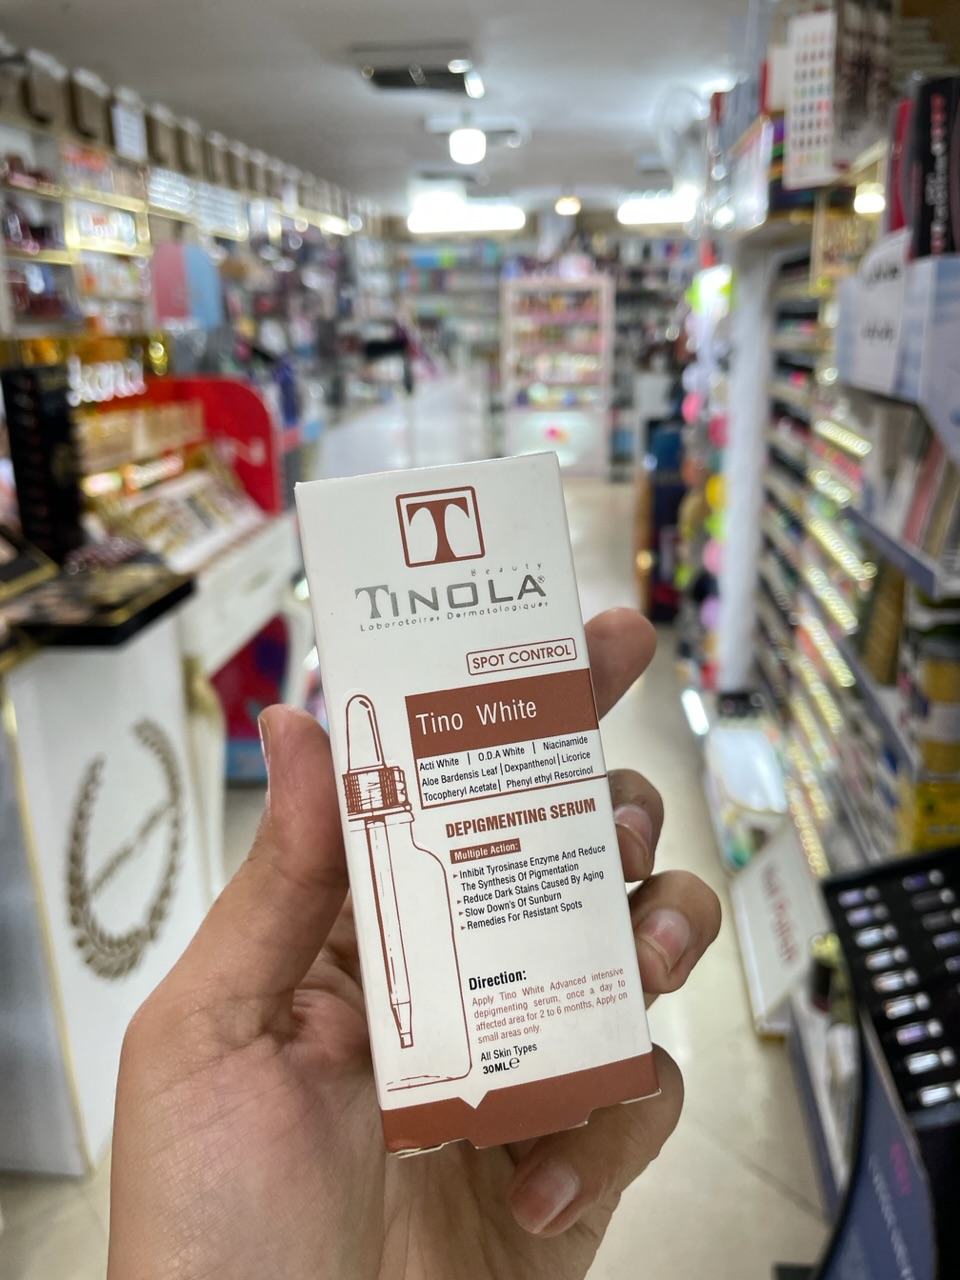 T
Beauty
TINOLA®
Laboratoires Dermatologiques
SPOT CONTROL
Tino White
Acti White | O.D.A White | Niacinamide
Aloe Bardensis Leaf | Dexpanthenol | Licorice
Tocopheryl Acetate | Phenyl ethyl Resorcinol
DEPIGMENTING SERUM
Multiple Action:
▸ Inhibit Tyrosinase Enzyme And Reduce
The Synthesis Of Pigmentation
▸ Reduce Dark Stains Caused By Aging
▸ Slow Down's Of Sunburn
▸ Remedies For Resistant Spots
Direction:
Apply Tino White Advanced intensive
depigmenting serum, once a day to
affected area for 2 to 6 months, Apply on
small areas only.
All Skin Types
30ML℮